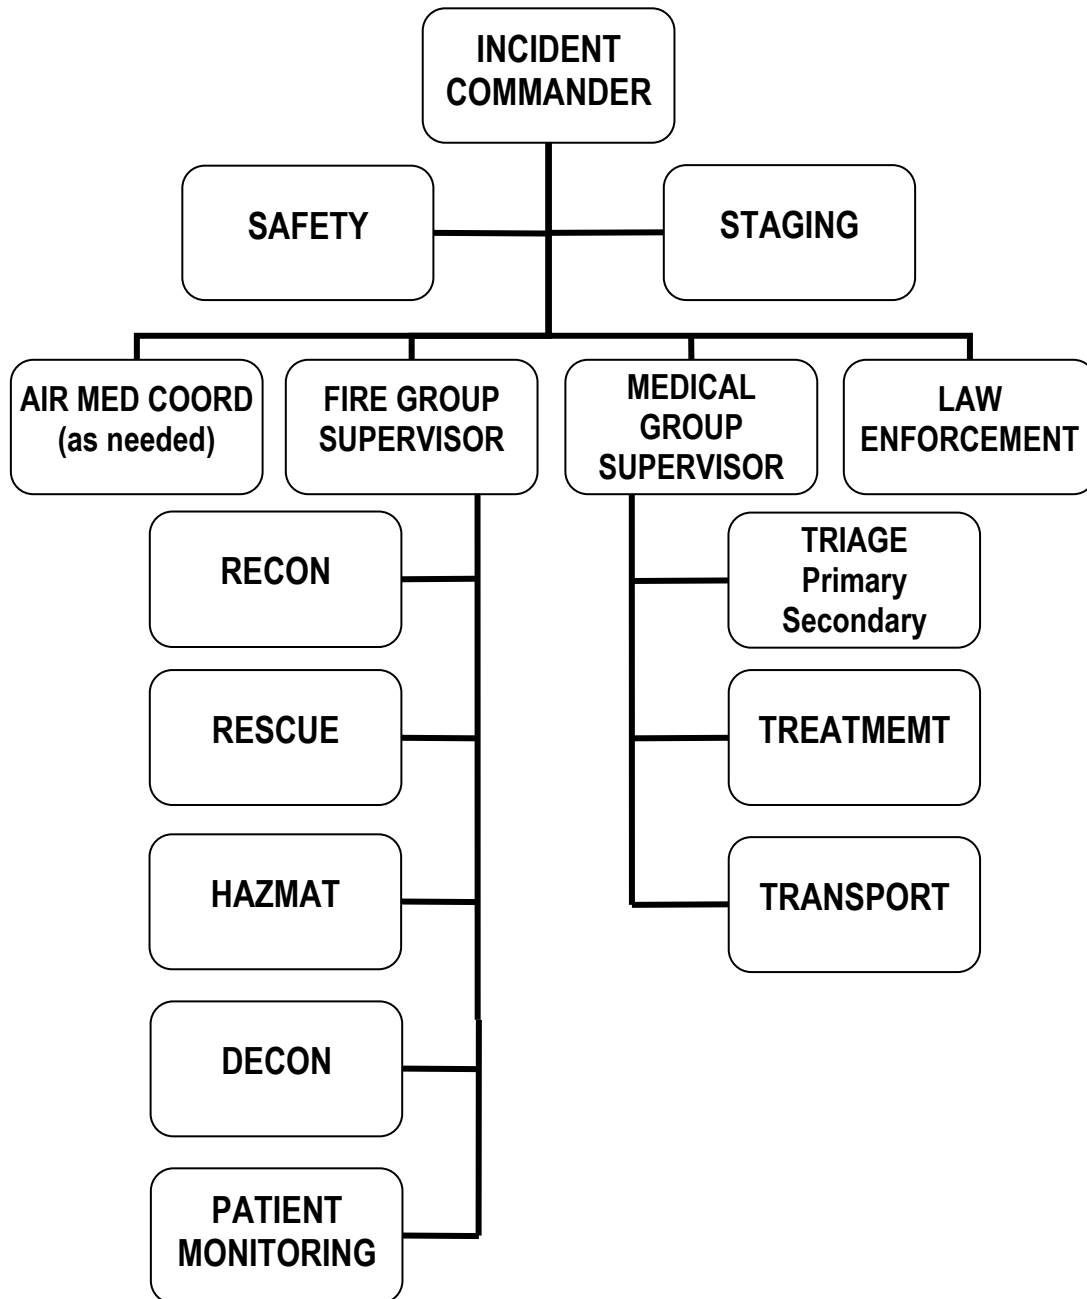 INCIDENT
COMMANDER
SAFETY
STAGING
AIR MED COORD
(as needed)
FIRE GROUP
SUPERVISOR
MEDICAL
GROUP
SUPERVISOR
LAW
ENFORCEMENT
RECON
RESCUE
HAZMAT
DECON
PATIENT
MONITORING
TRIAGE
Primary
Secondary
TREATMEMT
TRANSPORT